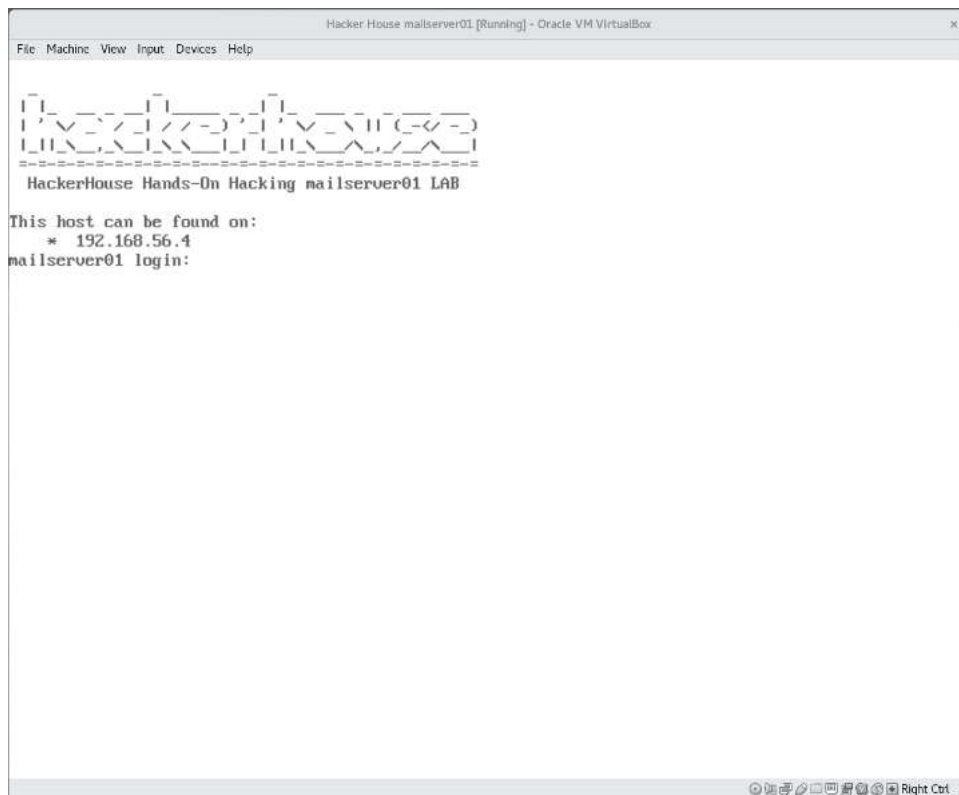 Hacker House mailserver01 [Running] - Oracle VM VirtualBox
File Machine View Input Devices Help
hackerhouse
=-=-=-=-=-=-=-=-=-=--=-=-=-=-=-=-=-=-=-=-=-=-=-=
HackerHouse Hands-On Hacking mailserver01 LAB
This host can be found on:
* 192.168.56.4
mailserver01 login:
Right Ctrl